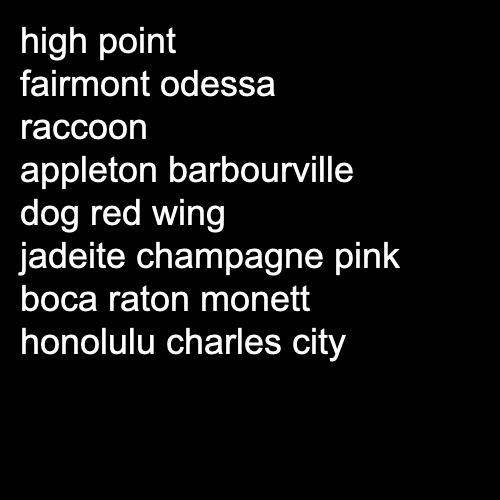 high point
fairmont odessa
raccoon
appleton barbourville
dog red wing
jadeite champagne pink
boca raton monett
honolulu charles city